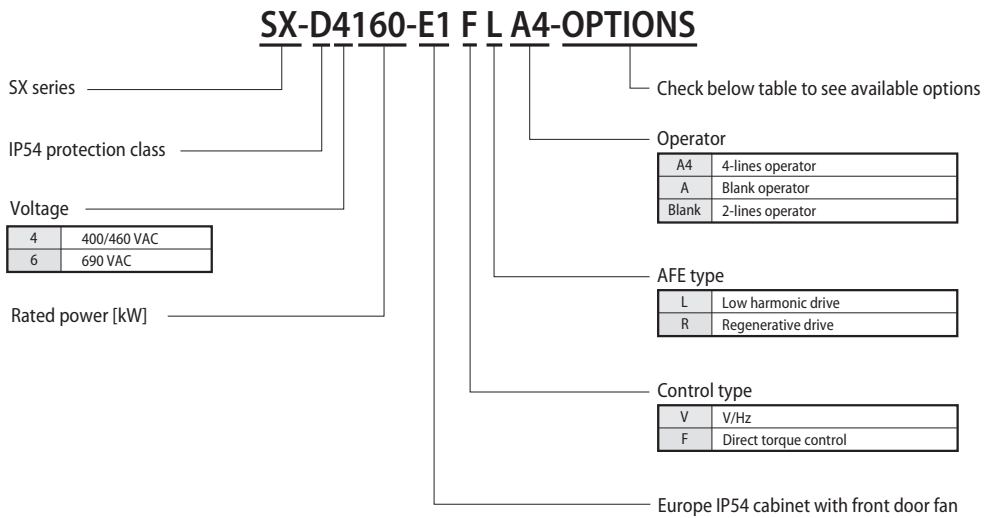 SX-D4160-E1 F L A4-OPTIONS
SX series
IP54 protection class
Voltage
4 400/460 VAC
6 690 VAC
Rated power [kW]
Check below table to see available options
Operator
A4 4-lines operator
A Blank operator
Blank 2-lines operator
AFE type
L Low harmonic drive
R Regenerative drive
Control type
V V/Hz
F Direct torque control
Europe IP54 cabinet with front door fan